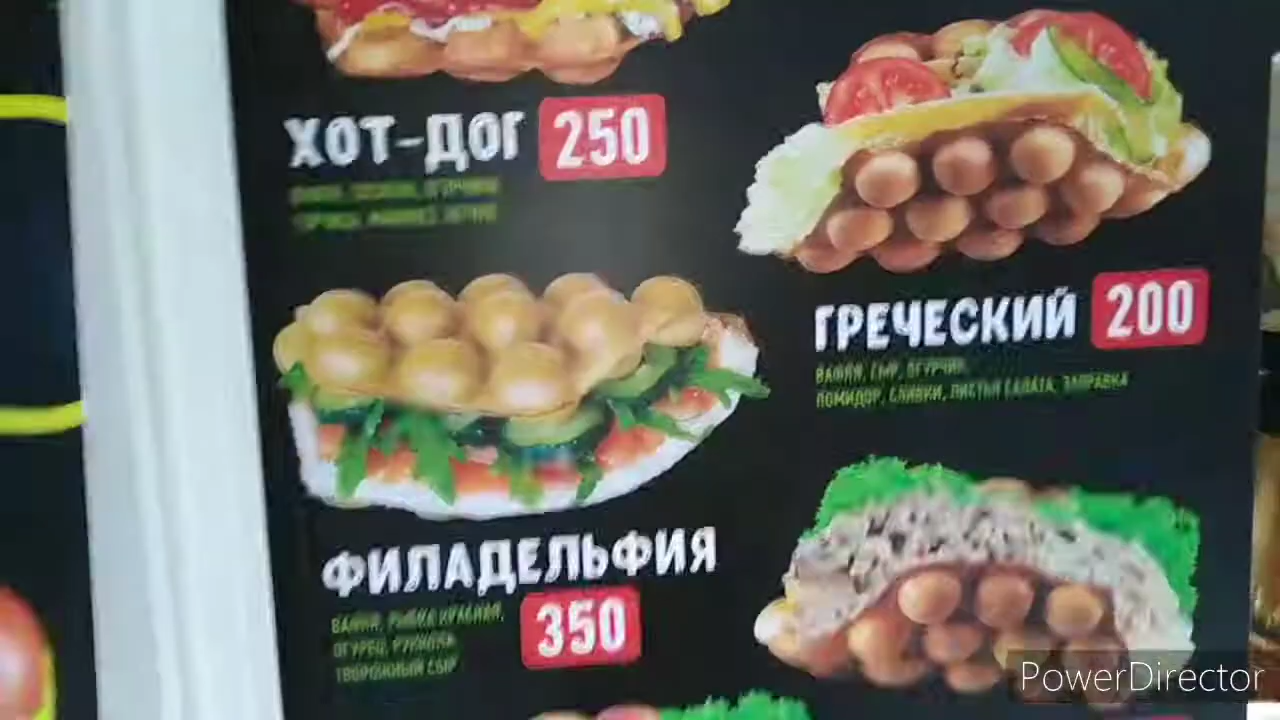 ХОТ-ДОГ 250
ГРЕЧЕСКИЙ 200
ВАФЛЯ, СЫР, ОГУРЧИК,
ПОМИДОР, СЛИВКИ, ЛИСТЬЯ САЛАТА, ЗАПРАВКА
ФИЛАДЕЛЬФИЯ
350
ВАФЛЯ, РЫБКА КРАСНАЯ,
ОГУРЕЦ, РУККОЛА
ТВОРОЖНЫЙ СЫР
PowerDirector